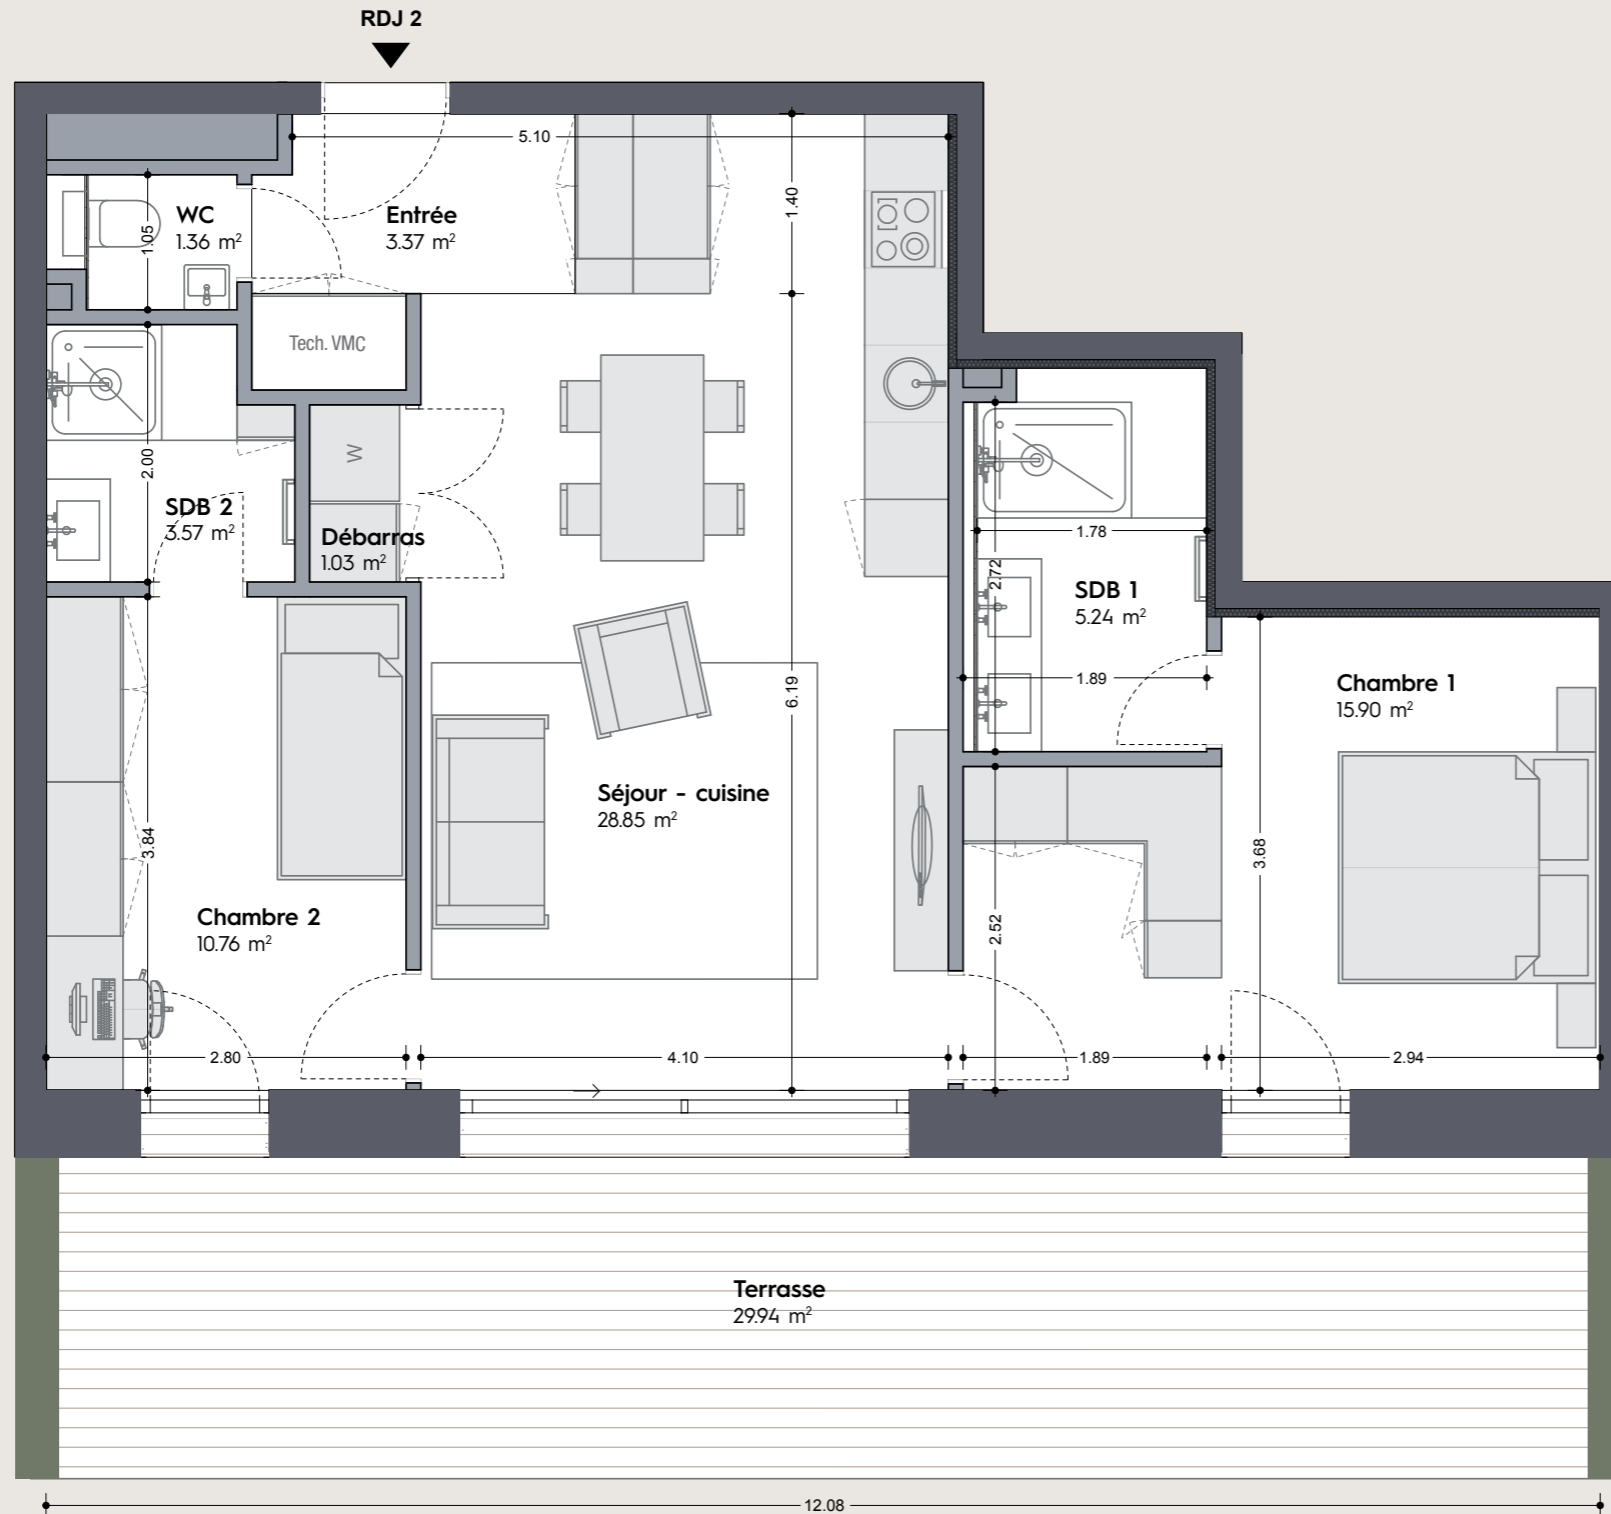 RDJ 2
5.10
1.40
WC
1.36 m²
1.05
Entrée
3.37 m²
Tech. VMC
2.00
W
SDB 2
3.57 m²
Débarras
1.03 m²
1.78
2.72
SDB 1
5.24 m²
1.89
6.19
Chambre 1
15.90 m²
Séjour - cuisine
28.85 m²
3.84
3.68
Chambre 2
10.76 m²
2.52
2.80
4.10
1.89
2.94
Terrasse
29.94 m²
12.08